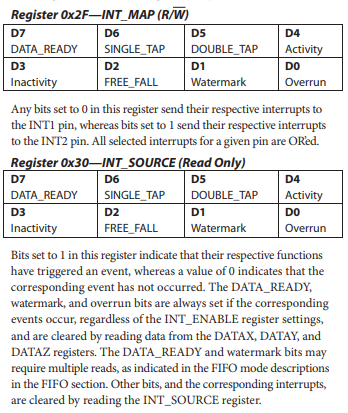 Register 0x2F—INT_MAP (R/W)
D7 D6 D5 D4
DATA_READY SINGLE_TAP DOUBLE_TAP Activity
D3 D2 D1 D0
Inactivity FREE_FALL Watermark Overrun
Any bits set to 0 in this register send their respective interrupts to
the INT1 pin, whereas bits set to 1 send their respective interrupts
to the INT2 pin. All selected interrupts for a given pin are OR'ed.
Register 0x30—INT_SOURCE (Read Only)
D7 D6 D5 D4
DATA_READY SINGLE_TAP DOUBLE_TAP Activity
D3 D2 D1 D0
Inactivity FREE_FALL Watermark Overrun
Bits set to 1 in this register indicate that their respective functions
have triggered an event, whereas a value of 0 indicates that the
corresponding event has not occurred. The DATA_READY,
watermark, and overrun bits are always set if the corresponding
events occur, regardless of the INT_ENABLE register settings,
and are cleared by reading data from the DATAX, DATAY, and
DATAZ registers. The DATA_READY and watermark bits may
require multiple reads, as indicated in the FIFO mode descriptions
in the FIFO section. Other bits, and the corresponding interrupts,
are cleared by reading the INT_SOURCE register.